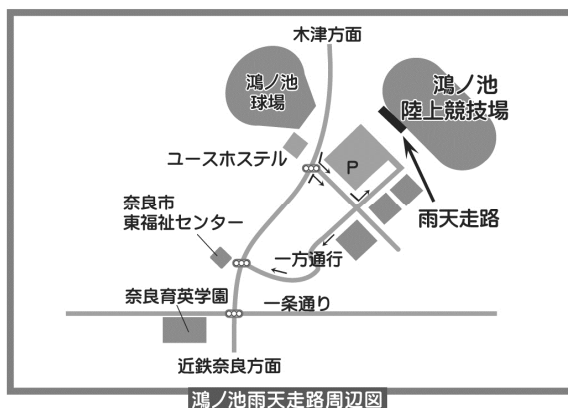 木津方面
鴻ノ池
球場
鴻ノ池
陸上競技場
ユースホステル
P
奈良市
東福祉センター
雨天走路
一方通行
奈良育英学園
一条通り
近鉄奈良方面
鴻ノ池雨天走路周辺図